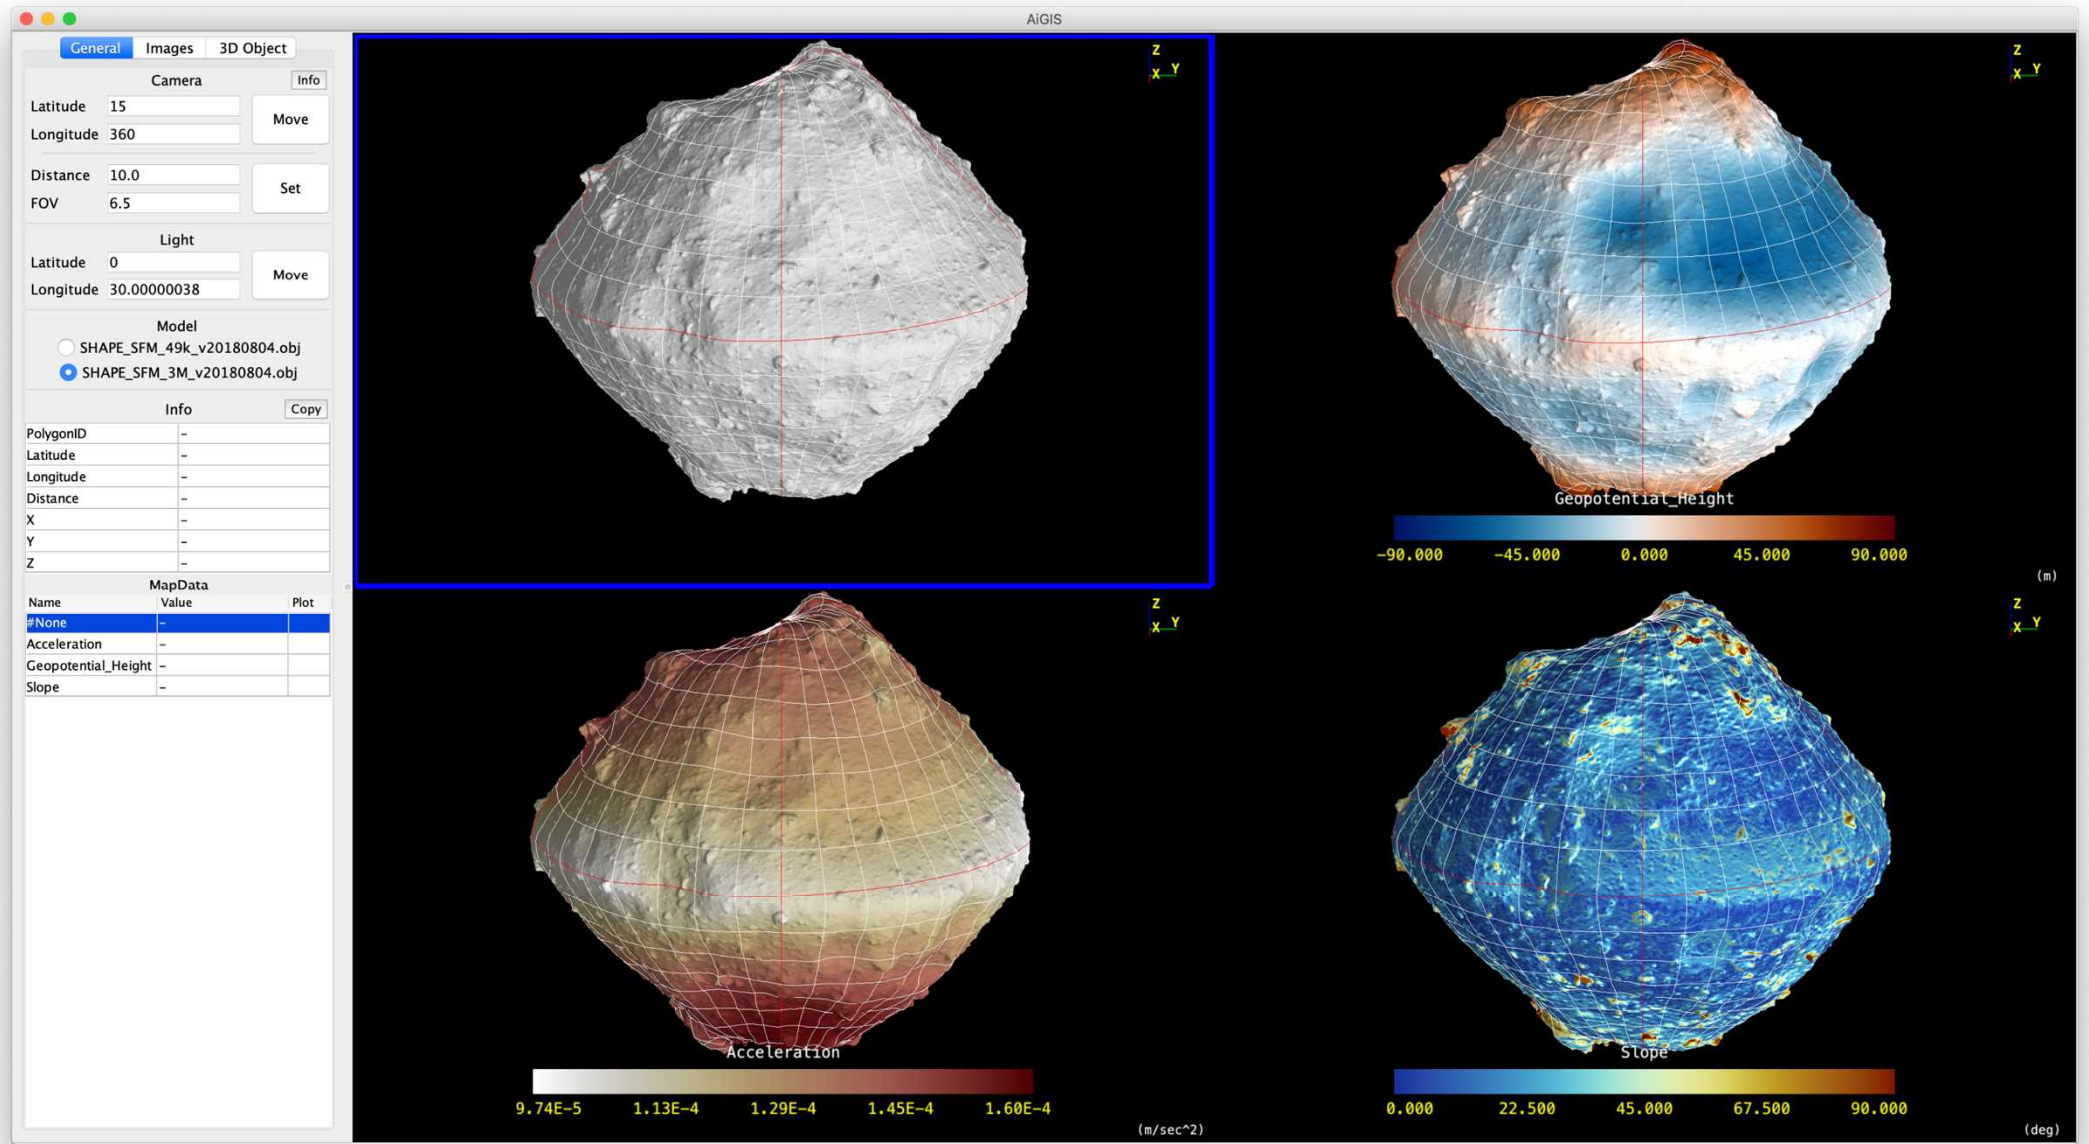 AiGIS
General Images 3D Object
Camera Info
Latitude 15
Move
Longitude 360
Distance 10.0
Set
FOV 6.5
Light
Latitude 0
Move
Longitude 30.00000038
Model
SHAPE_SFM_49k_v20180804.obj
SHAPE_SFM_3M_v20180804.obj
Info Copy
PolygonID –
Latitude –
Longitude –
Distance –
X –
Y –
Z –
MapData
Name Value Plot
#None –
Acceleration –
Geopotential_Height –
Slope –
Z
X Y
Z
X Y
Geopotential_Height
-90.000 -45.000 0.000 45.000 90.000
(m)
Z
X Y
Acceleration
9.74E-5 1.13E-4 1.29E-4 1.45E-4 1.60E-4
(m/sec^2)
Z
X Y
Slope
0.000 22.500 45.000 67.500 90.000
(deg)